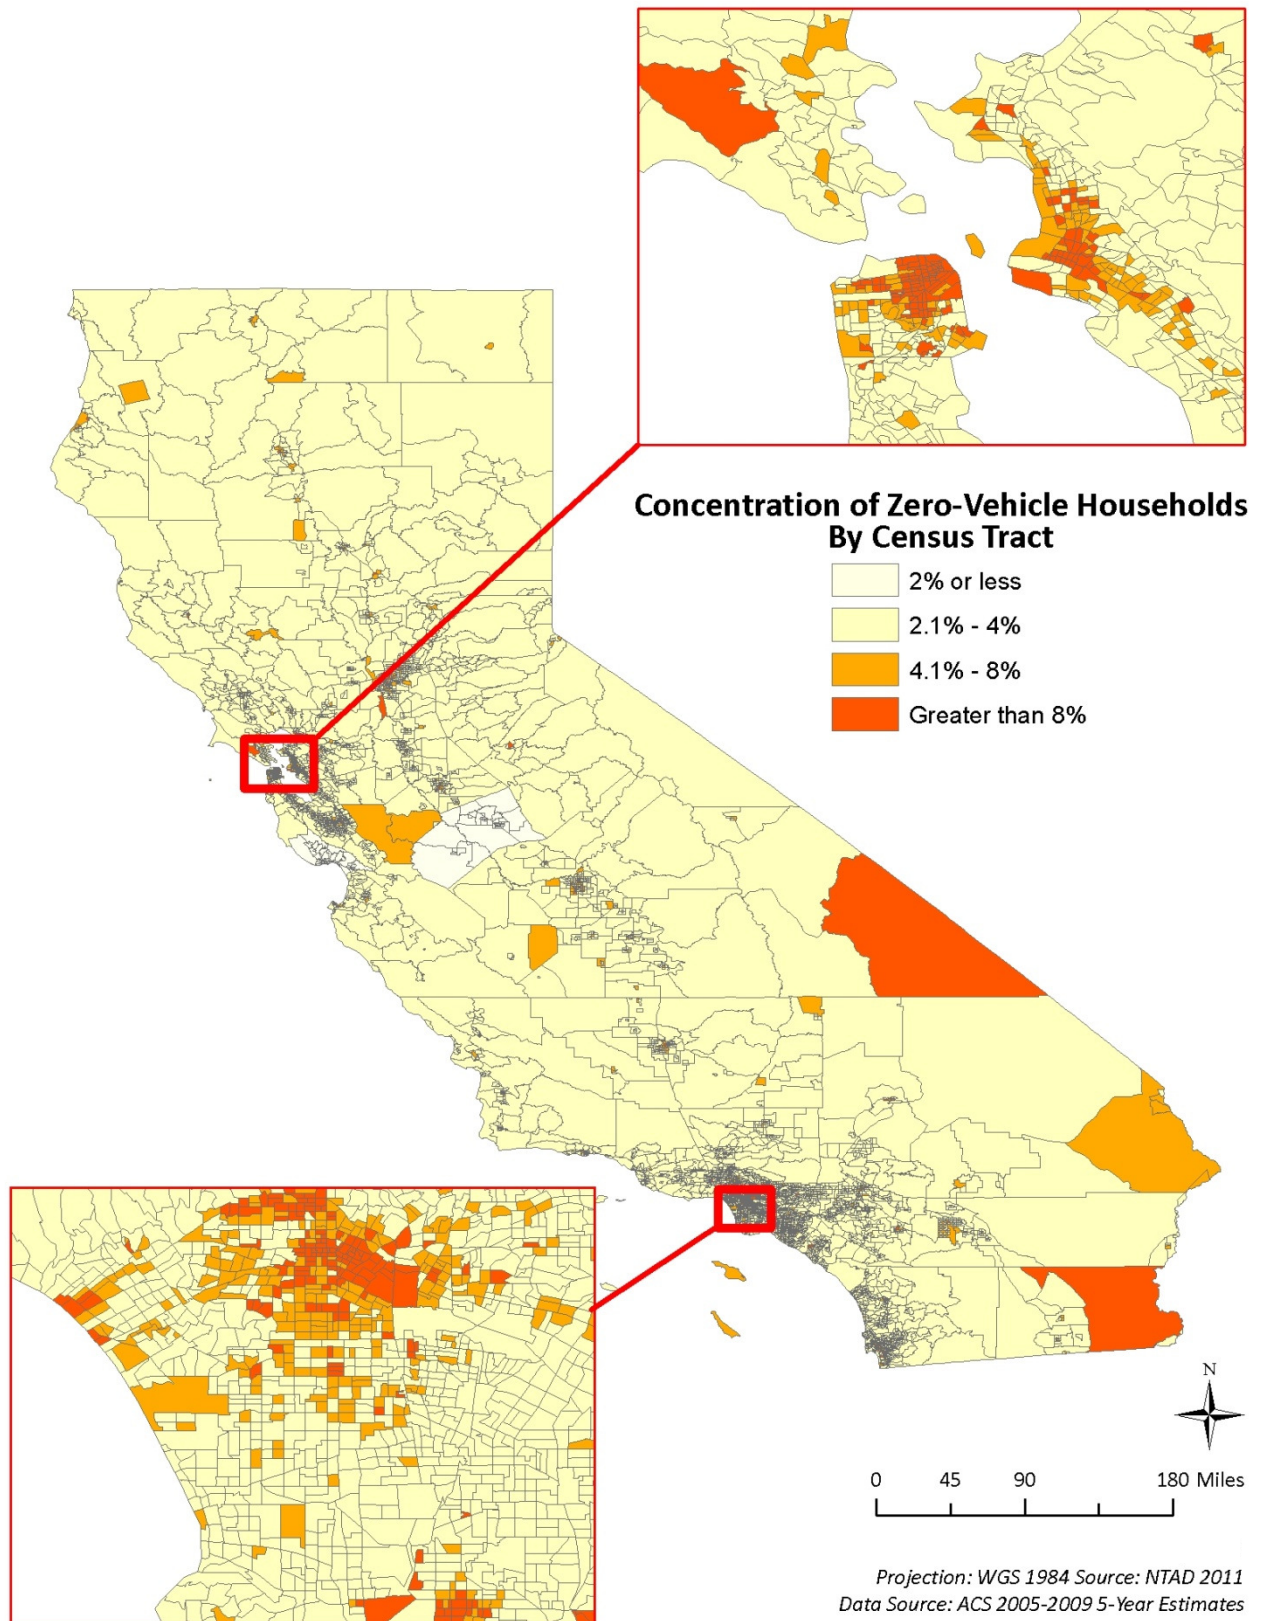 Concentration of Zero-Vehicle Households
By Census Tract
2% or less
2.1% - 4%
4.1% - 8%
Greater than 8%
N
0 45 90 180 Miles
Projection: WGS 1984 Source: NTAD 2011
Data Source: ACS 2005-2009 5-Year Estimates